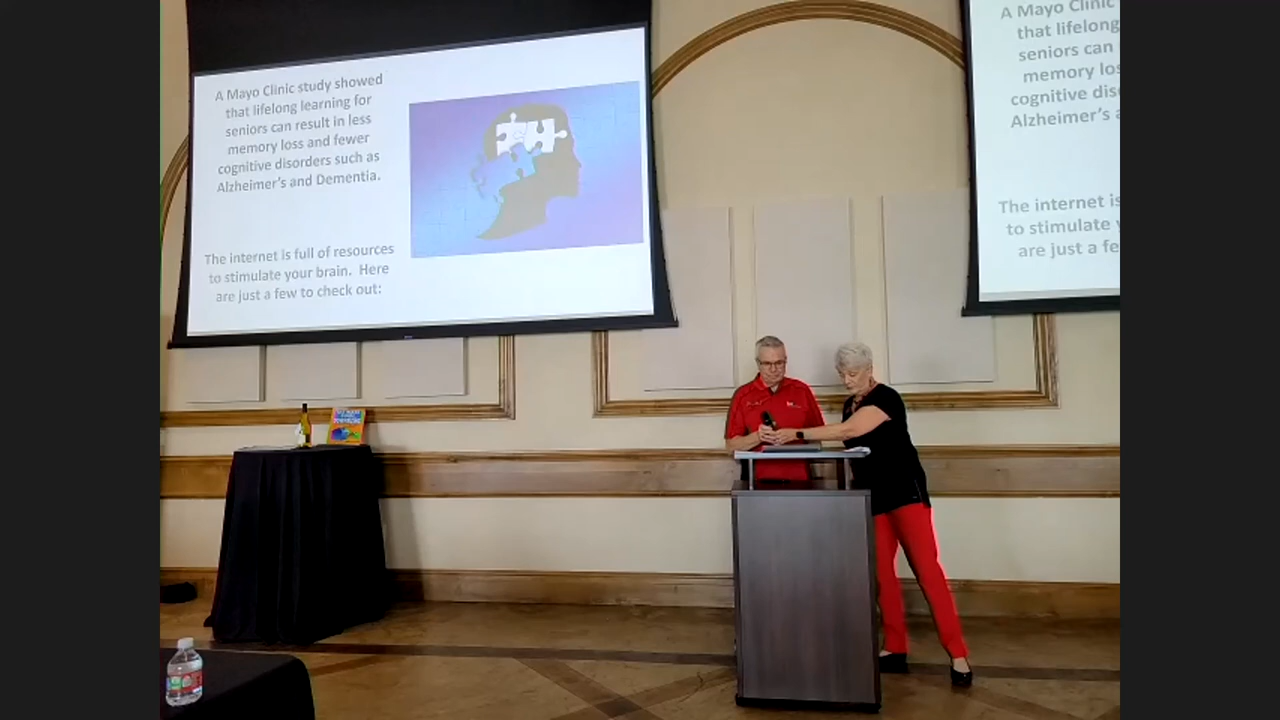 A Mayo Clinic study showed
that lifelong learning for
seniors can result in less
memory loss and fewer
cognitive disorders such as
Alzheimer's and Dementia.
The internet is full of resources
to stimulate your brain.  Here
are just a few to check out:
A Mayo Clinic
that lifelong
seniors can
memory los
cognitive dis
Alzheimer's a
The internet is
to stimulate
are just a fe